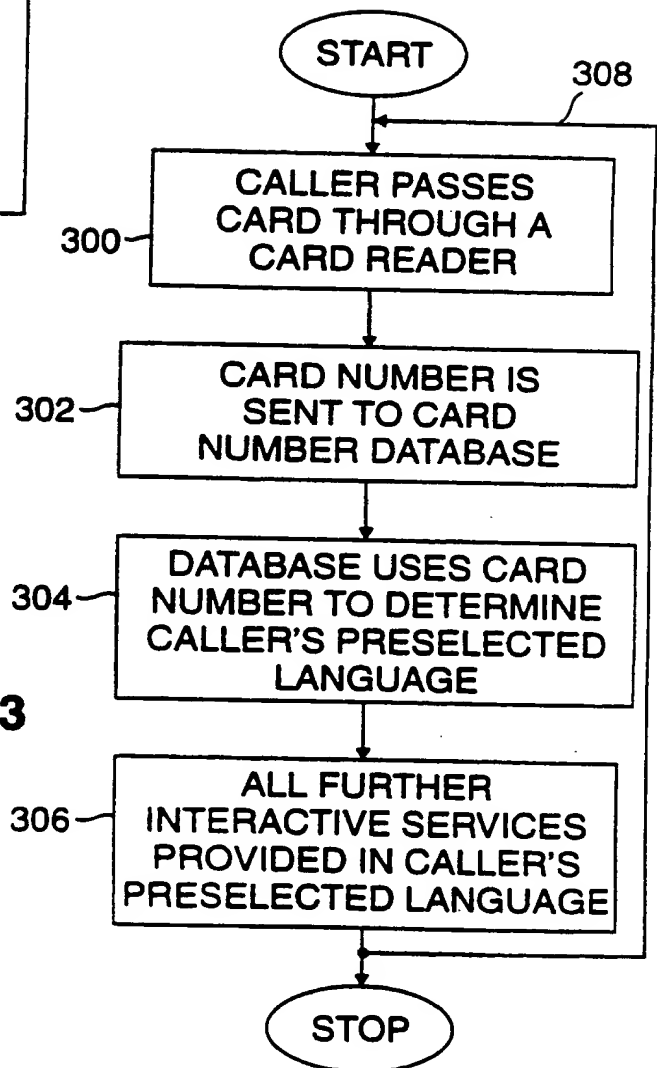 START
308
CALLER PASSES
CARD THROUGH A
CARD READER
300
CARD NUMBER IS
SENT TO CARD
NUMBER DATABASE
302
DATABASE USES CARD
NUMBER TO DETERMINE
CALLER'S PRESELECTED
LANGUAGE
304
3
ALL FURTHER
INTERACTIVE SERVICES
PROVIDED IN CALLER'S
PRESELECTED LANGUAGE
306
STOP